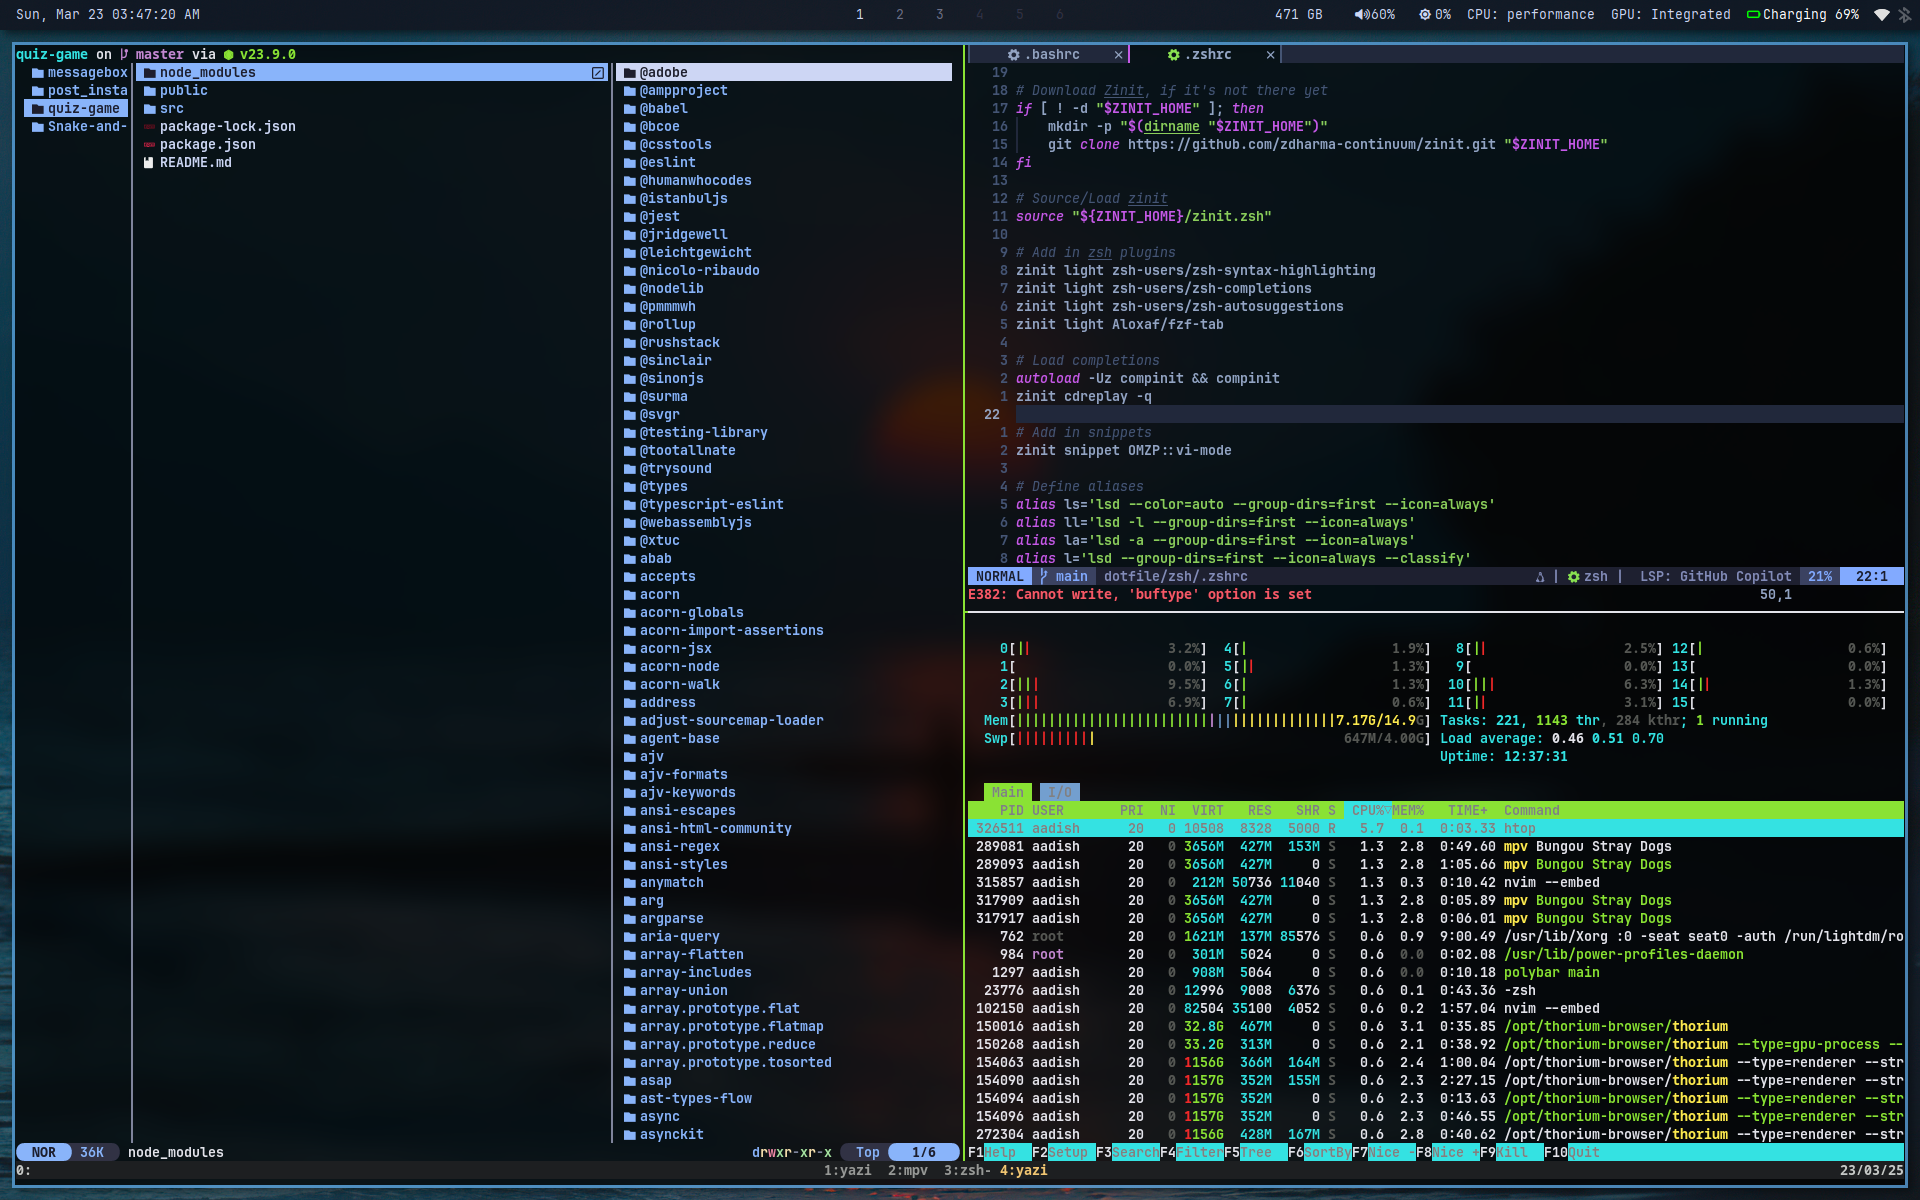 Sun, Mar 23 03:47:20 AM
1 2 3 4 5 6
471 GB 60% 0% CPU: performance GPU: Integrated Charging 69%
quiz-game on master via v23.9.0
messagebox
post_insta
quiz-game
Snake-and-
node_modules
public
src
package-lock.json
package.json
README.md
@adobe
@ampproject
@babel
@bcoe
@csstools
@eslint
@humanwhocodes
@istanbuljs
@jest
@jridgewell
@leichtgewicht
@nicolo-ribaudo
@nodelib
@pmmmwh
@rollup
@rushstack
@sinclair
@sinonjs
@surma
@svgr
@testing-library
@tootallnate
@trysound
@types
@typescript-eslint
@webassemblyjs
@xtuc
abab
accepts
acorn
acorn-globals
acorn-import-assertions
acorn-jsx
acorn-node
acorn-walk
address
adjust-sourcemap-loader
agent-base
ajv
ajv-formats
ajv-keywords
ansi-escapes
ansi-html-community
ansi-regex
ansi-styles
anymatch
arg
argparse
aria-query
array-flatten
array-includes
array-union
array.prototype.flat
array.prototype.flatmap
array.prototype.reduce
array.prototype.tosorted
asap
ast-types-flow
async
asynckit
NOR 36K node_modules drwxr-xr-x Top 1/6
.bashrc × .zshrc ×
19
18 # Download Zinit, if it's not there yet
17 if [ ! -d "$ZINIT_HOME" ]; then
16 mkdir -p "$(dirname "$ZINIT_HOME")"
15 git clone https://github.com/zdharma-continuum/zinit.git "$ZINIT_HOME"
14 fi
13
12 # Source/Load zinit
11 source "${ZINIT_HOME}/zinit.zsh"
10
9 # Add in zsh plugins
8 zinit light zsh-users/zsh-syntax-highlighting
7 zinit light zsh-users/zsh-completions
6 zinit light zsh-users/zsh-autosuggestions
5 zinit light Aloxaf/fzf-tab
4
3 # Load completions
2 autoload -Uz compinit && compinit
1 zinit cdreplay -q
22
1 # Add in snippets
2 zinit snippet OMZP::vi-mode
3
4 # Define aliases
5 alias ls='lsd --color=auto --group-dirs=first --icon=always'
6 alias ll='lsd -l --group-dirs=first --icon=always'
7 alias la='lsd -a --group-dirs=first --icon=always'
8 alias l='lsd --group-dirs=first --icon=always --classify'
NORMAL main dotfile/zsh/.zshrc | zsh | LSP: GitHub Copilot 21% 22:1
E382: Cannot write, 'buftype' option is set 50,1
0[|| 3.2%] 4[| 1.9%] 8[|| 2.5%] 12[| 0.6%]
1[ 0.0%] 5[|| 1.3%] 9[ 0.0%] 13[ 0.0%]
2[||| 9.5%] 6[| 1.3%] 10[||| 6.3%] 14[|| 1.3%]
3[||| 6.9%] 7[| 0.6%] 11[|| 3.1%] 15[ 0.0%]
Mem[||||||||||||||||||||||||||||||||||||||||7.17G/14.9G] Tasks: 221, 1143 thr, 284 kthr; 1 running
Swp[|||||||||| 647M/4.00G] Load average: 0.46 0.51 0.70
Uptime: 12:37:31
Main I/O
PID USER PRI NI VIRT RES SHR S CPU%▽MEM% TIME+ Command
326511 aadish 20 0 10508 8328 5000 R 5.7 0.1 0:03.33 htop
289081 aadish 20 0 3656M 427M 153M S 1.3 2.8 0:49.60 mpv Bungou Stray Dogs
289093 aadish 20 0 3656M 427M 0 S 1.3 2.8 1:05.66 mpv Bungou Stray Dogs
315857 aadish 20 0 212M 50736 11040 S 1.3 0.3 0:10.42 nvim --embed
317909 aadish 20 0 3656M 427M 0 S 1.3 2.8 0:05.89 mpv Bungou Stray Dogs
317917 aadish 20 0 3656M 427M 0 S 1.3 2.8 0:06.01 mpv Bungou Stray Dogs
762 root 20 0 1621M 137M 85576 S 0.6 0.9 9:00.49 /usr/lib/Xorg :0 -seat seat0 -auth /run/lightdm/ro
984 root 20 0 301M 5024 0 S 0.6 0.0 0:02.08 /usr/lib/power-profiles-daemon
1297 aadish 20 0 908M 5064 0 S 0.6 0.0 0:10.18 polybar main
23776 aadish 20 0 12996 9008 6376 S 0.6 0.1 0:43.36 -zsh
102150 aadish 20 0 82504 35100 4052 S 0.6 0.2 1:57.04 nvim --embed
150016 aadish 20 0 32.8G 467M 0 S 0.6 3.1 0:35.85 /opt/thorium-browser/thorium
150268 aadish 20 0 33.2G 313M 0 S 0.6 2.1 0:38.92 /opt/thorium-browser/thorium --type=gpu-process --
154063 aadish 20 0 1156G 366M 164M S 0.6 2.4 1:00.04 /opt/thorium-browser/thorium --type=renderer --str
154090 aadish 20 0 1157G 352M 155M S 0.6 2.3 2:27.15 /opt/thorium-browser/thorium --type=renderer --str
154094 aadish 20 0 1157G 352M 0 S 0.6 2.3 0:13.63 /opt/thorium-browser/thorium --type=renderer --str
154096 aadish 20 0 1157G 352M 0 S 0.6 2.3 0:46.55 /opt/thorium-browser/thorium --type=renderer --str
272304 aadish 20 0 1156G 428M 167M S 0.6 2.8 0:40.62 /opt/thorium-browser/thorium --type=renderer --str
F1Help F2Setup F3SearchF4FilterF5Tree F6SortByF7Nice -F8Nice +F9Kill F10Quit
0: 1:yazi 2:mpv 3:zsh- 4:yazi 23/03/25